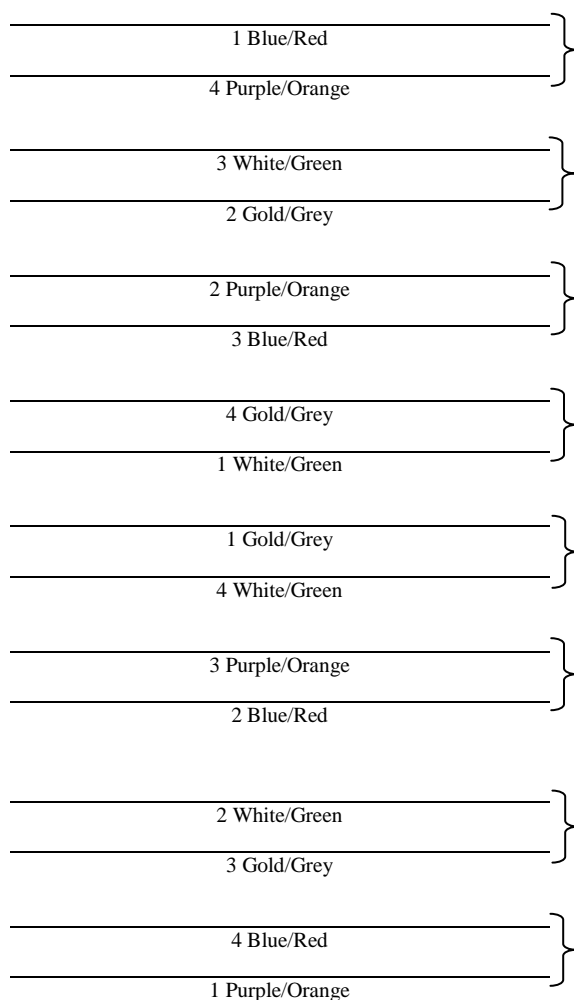 1 Blue/Red
4 Purple/Orange
3 White/Green
2 Gold/Grey
2 Purple/Orange
3 Blue/Red
4 Gold/Grey
1 White/Green
1 Gold/Grey
4 White/Green
3 Purple/Orange
2 Blue/Red
2 White/Green
3 Gold/Grey
4 Blue/Red
1 Purple/Orange